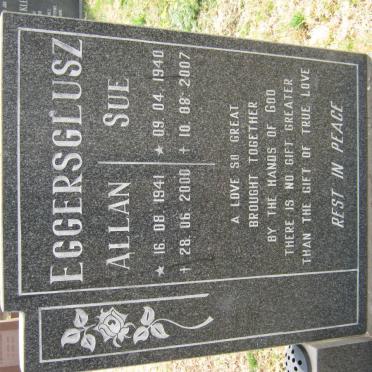 EGGERSGLUSZ
ALLAN
★ 16. 08. 1941
† 28. 06. 2000
SUE
★ 09. 04. 1940
† 10. 08. 2007
A LOVE SO GREAT
BROUGHT TOGETHER
BY THE HANDS OF GOD
THERE IS NO GIFT GREATER
THAN THE GIFT OF TRUE LOVE
REST IN PEACE